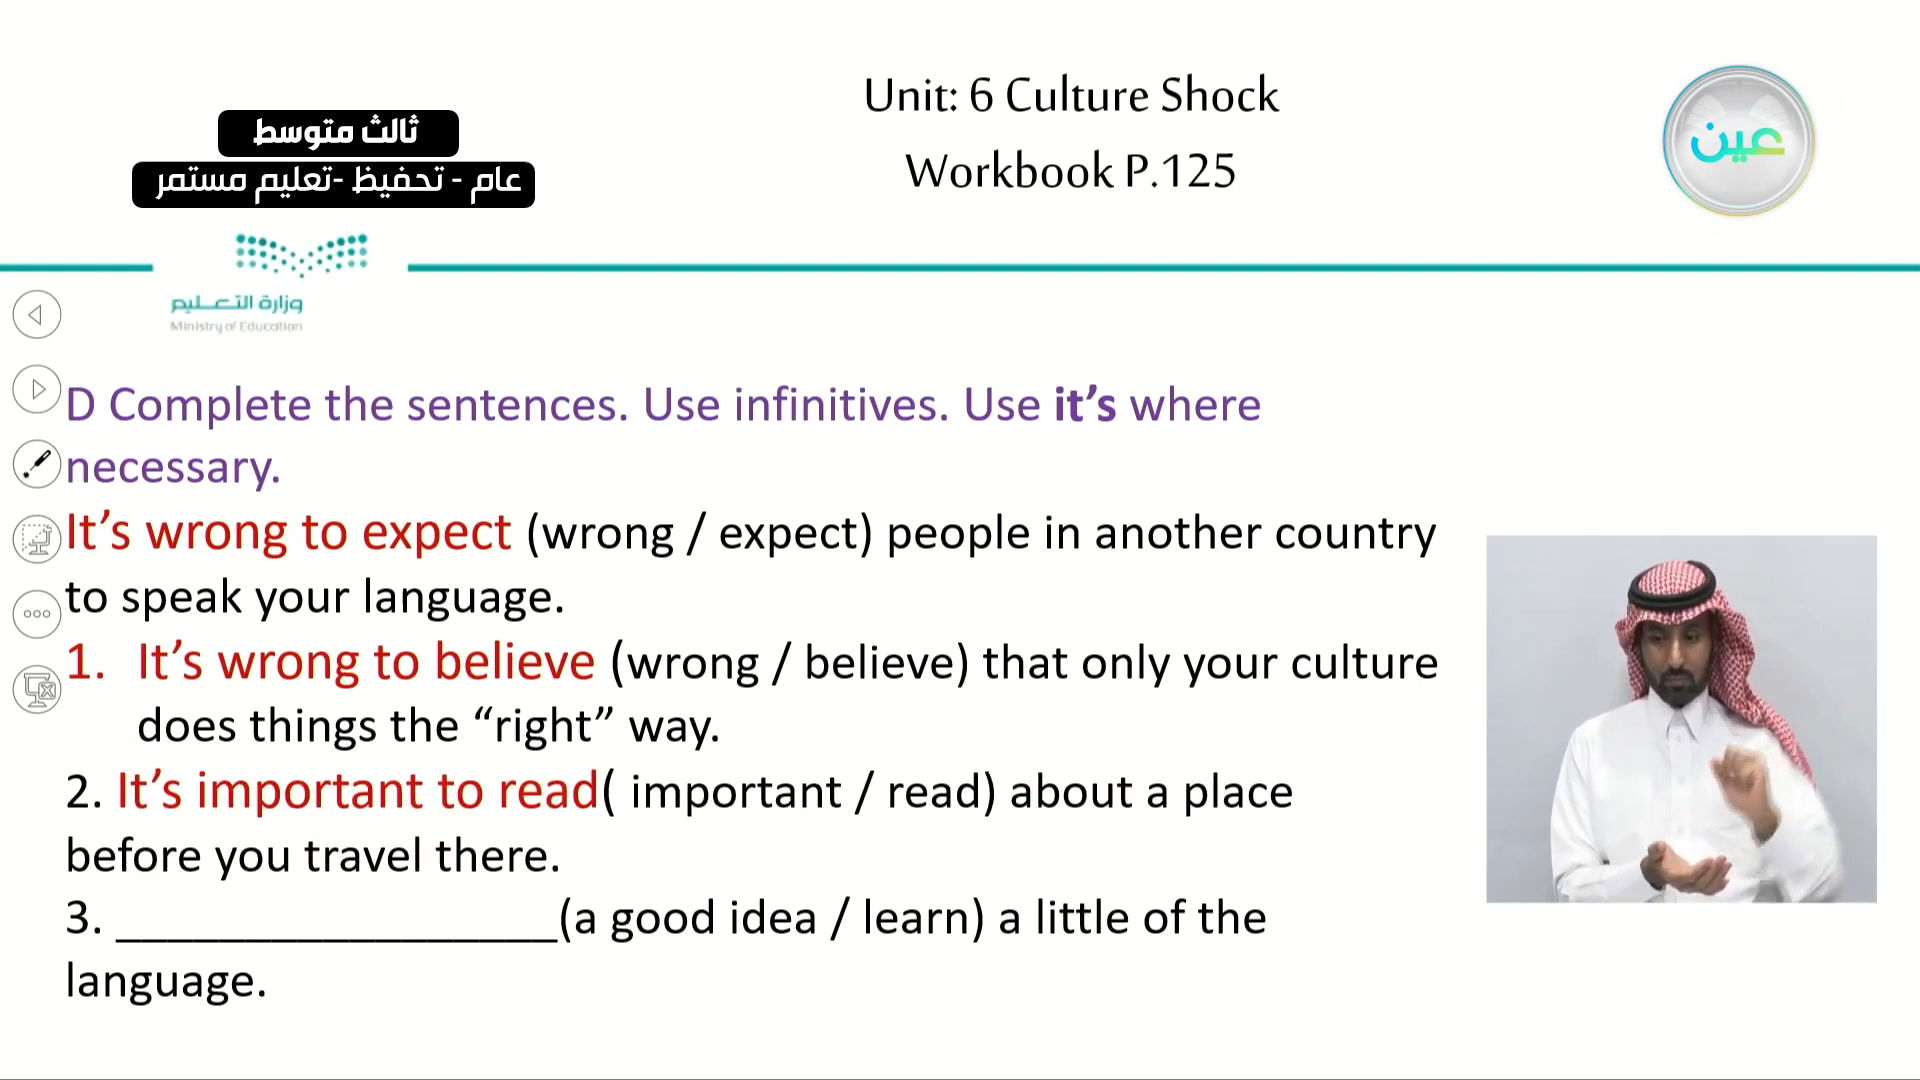 Unit: 6 Culture Shock
Workbook P.125
ثالث متوسط
عام - تحفيظ -تعليم مستمر
عين
وزارة التعليم
Ministry of Education
D Complete the sentences. Use infinitives. Use it’s where
necessary.
It’s wrong to expect (wrong / expect) people in another country
to speak your language.
1. It’s wrong to believe (wrong / believe) that only your culture
does things the “right” way.
2. It’s important to read( important / read) about a place
before you travel there.
3. _________________(a good idea / learn) a little of the
language.